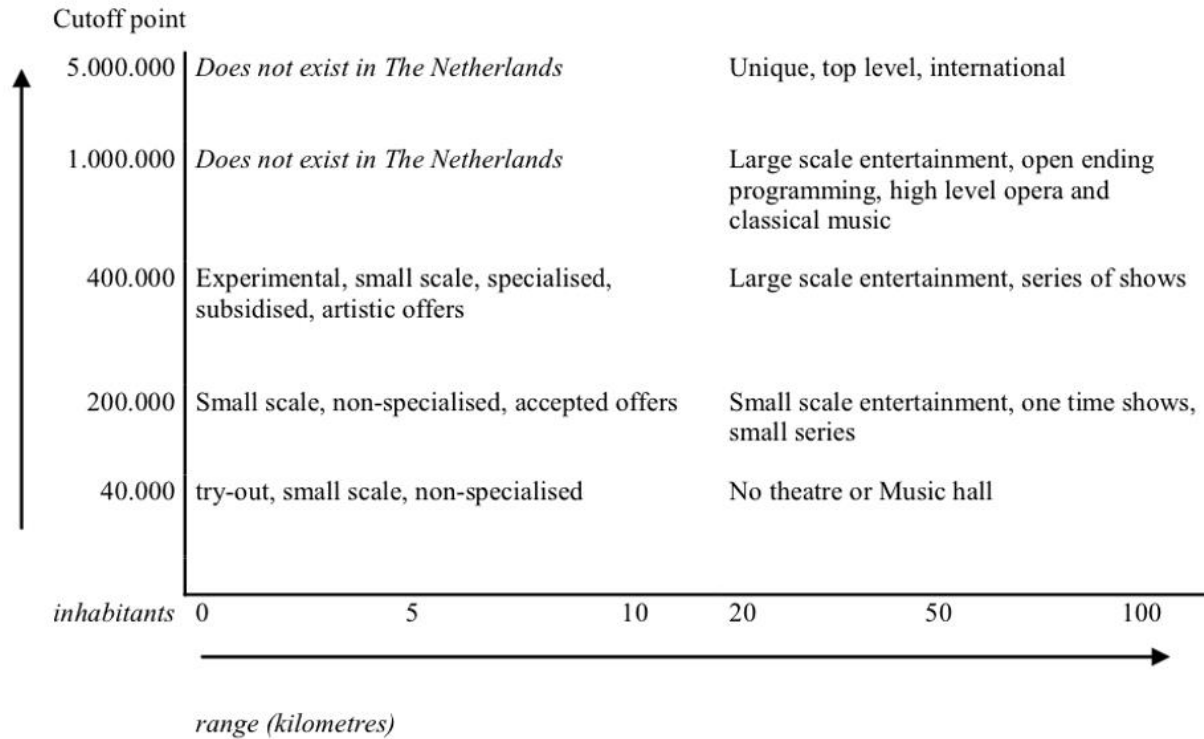 Cutoff point
5.000.000 Does not exist in The Netherlands Unique, top level, international
1.000.000 Does not exist in The Netherlands Large scale entertainment, open ending
programming, high level opera and
classical music
400.000 Experimental, small scale, specialised, Large scale entertainment, series of shows
subsidised, artistic offers
200.000 Small scale, non-specialised, accepted offers Small scale entertainment, one time shows,
small series
40.000 try-out, small scale, non-specialised No theatre or Music hall
inhabitants 0 5 10 20 50 100
range (kilometres)